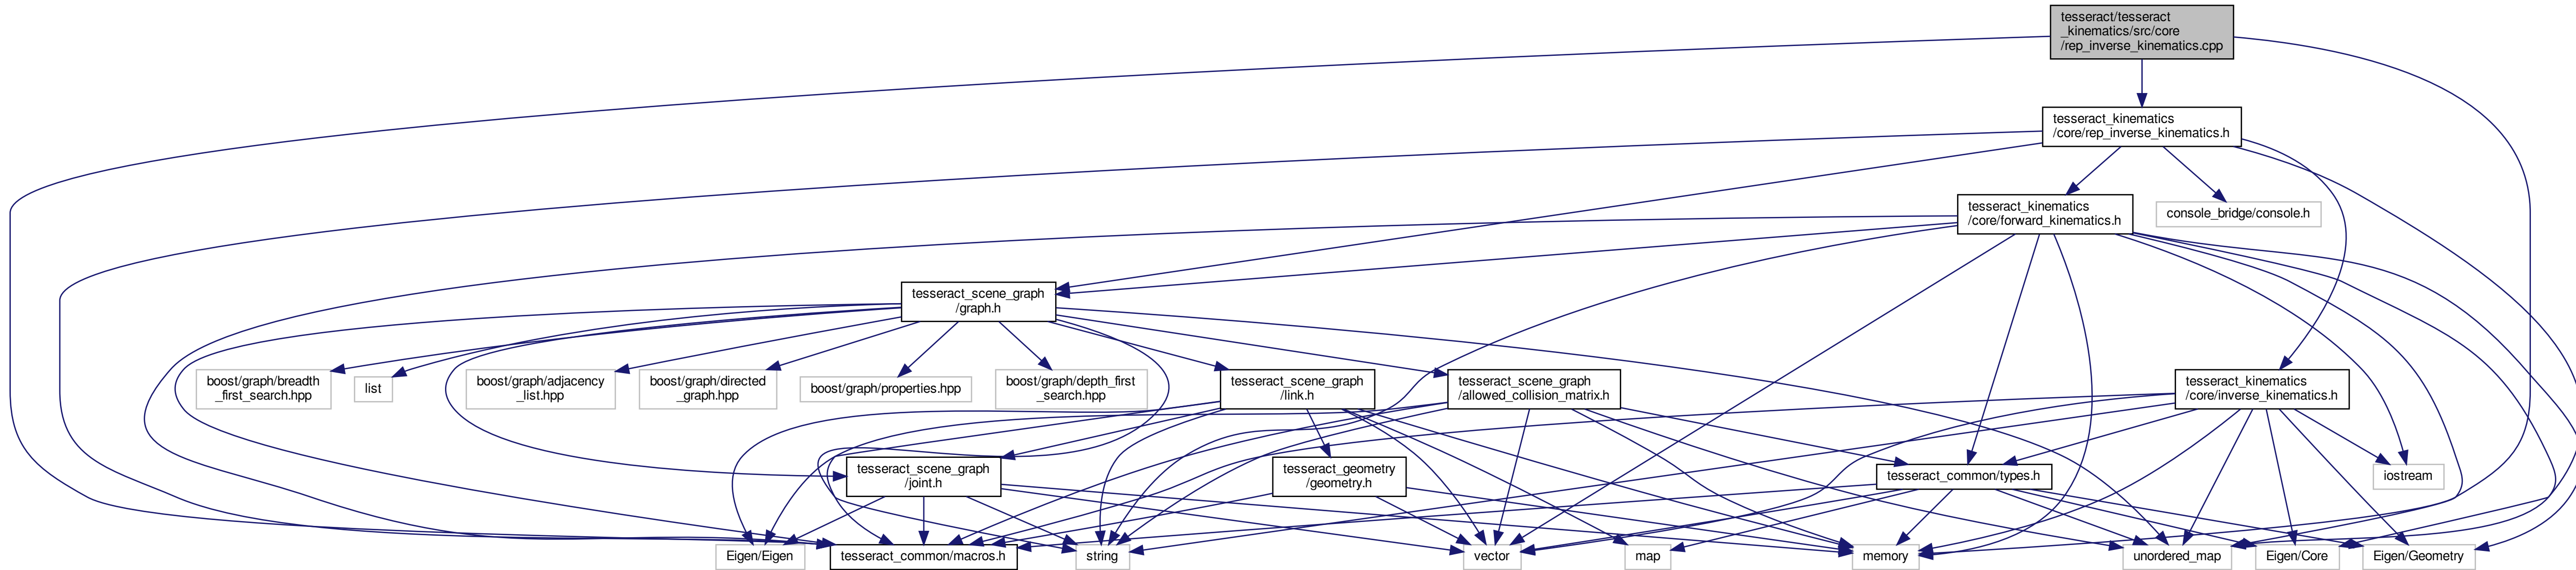 tesseract/tesseract
_kinematics/src/core
/rep_inverse_kinematics.cpp
tesseract_kinematics
/core/rep_inverse_kinematics.h
tesseract_kinematics
/core/forward_kinematics.h
console_bridge/console.h
tesseract_scene_graph
/graph.h
boost/graph/breadth
_first_search.hpp
list
boost/graph/adjacency
_list.hpp
boost/graph/directed
_graph.hpp
boost/graph/properties.hpp
boost/graph/depth_first
_search.hpp
tesseract_scene_graph
/link.h
tesseract_scene_graph
/allowed_collision_matrix.h
tesseract_kinematics
/core/inverse_kinematics.h
tesseract_scene_graph
/joint.h
tesseract_geometry
/geometry.h
tesseract_common/types.h
iostream
Eigen/Eigen
tesseract_common/macros.h
string
vector
map
memory
unordered_map
Eigen/Core
Eigen/Geometry